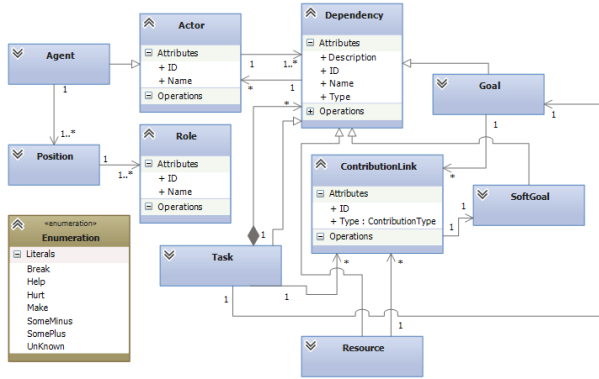 Actor
Attributes
+ ID
+ Name
Operations
Dependency
Attributes
+ Description
+ ID
+ Name
+ Type
Operations
Agent
Goal
Position
Role
Attributes
+ ID
+ Name
Operations
ContributionLink
Attributes
+ ID
+ Type : ContributionType
Operations
SoftGoal
«enumeration»
Enumeration
Literals
Break
Help
Hurt
Make
SomeMinus
SomePlus
UnKnown
Task
Resource
1
1..*
*
1
1
1..*
1
1..*
*
1
1
*
1
1
1
*
*
1
1
1